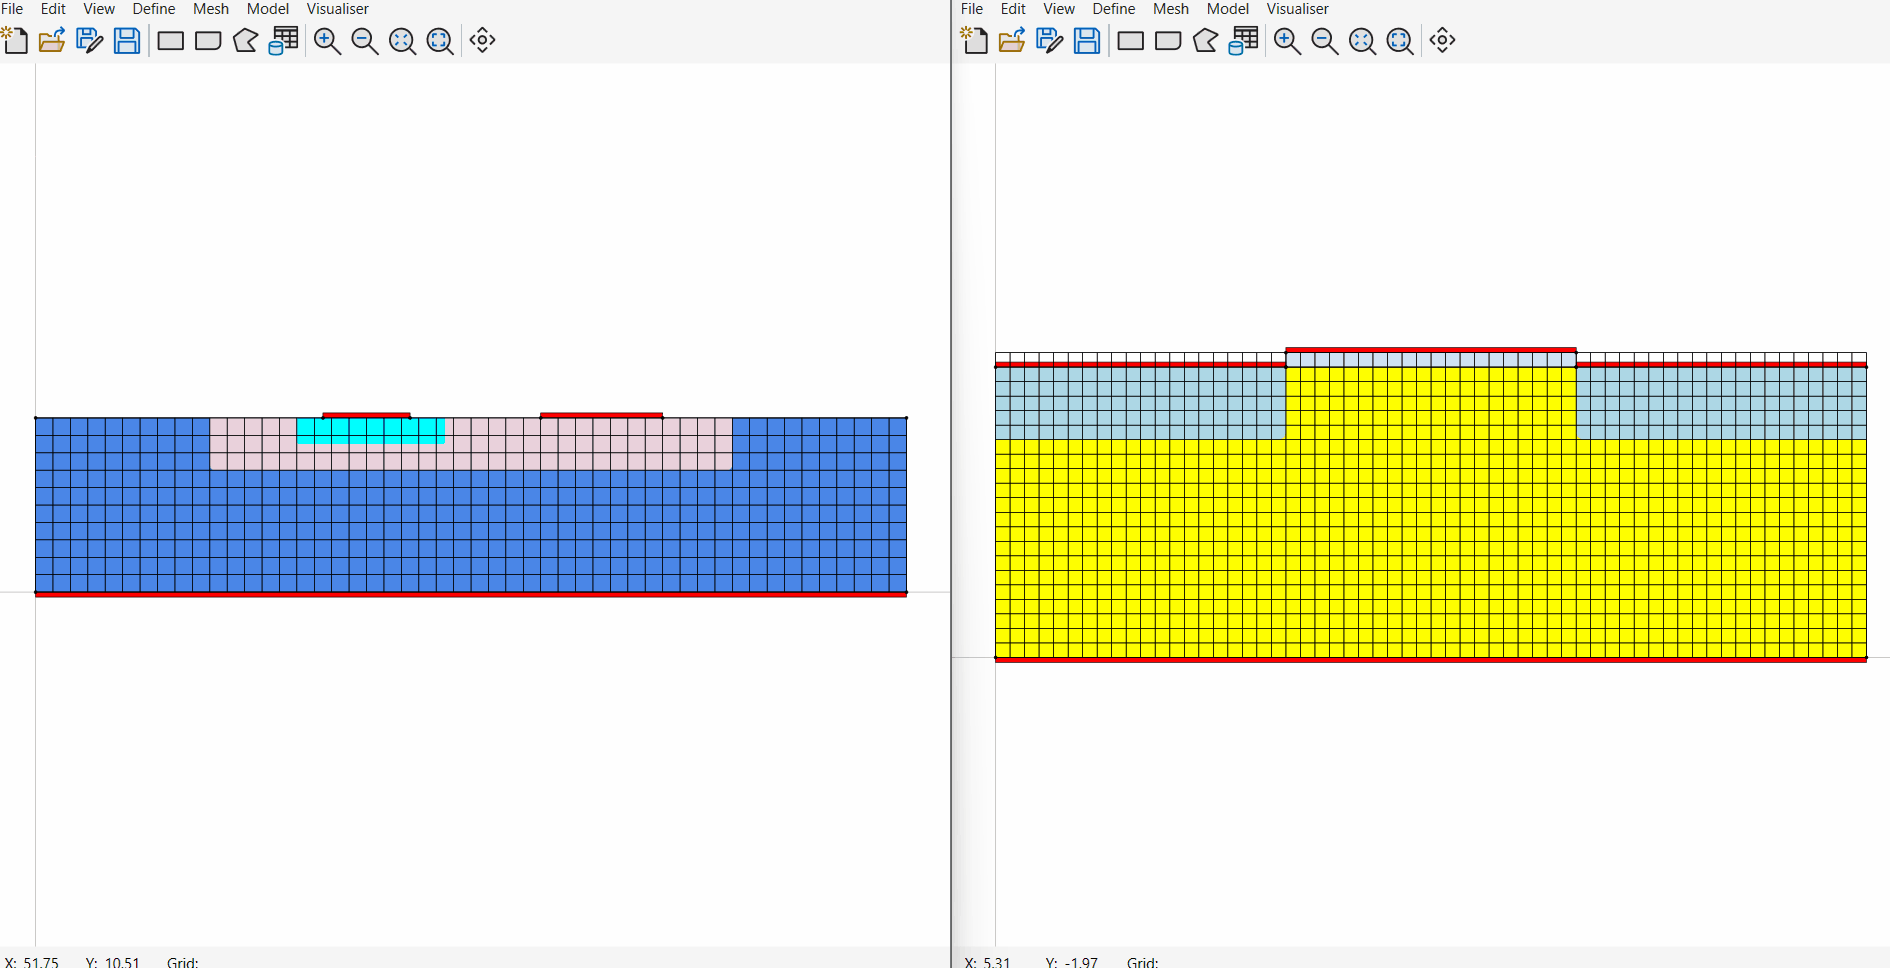 File Edit View Define Mesh Model Visualiser
X: 51.75 Y: 10.51 Grid:
File Edit View Define Mesh Model Visualiser
X: 5.31 Y: -1.97 Grid: